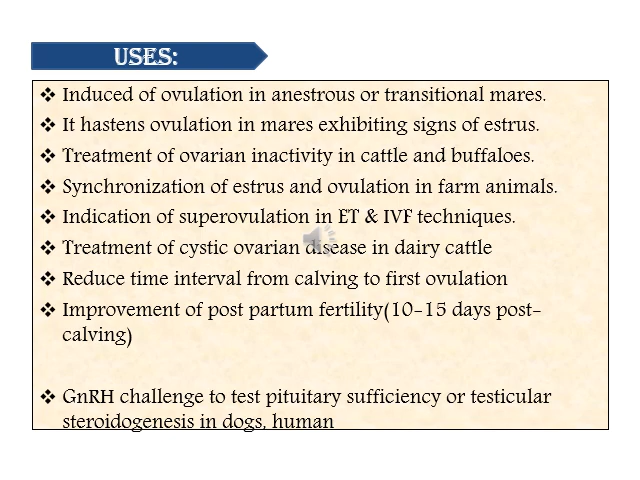 USES:
❖ Induced of ovulation in anestrous or transitional mares.
❖ It hastens ovulation in mares exhibiting signs of estrus.
❖ Treatment of ovarian inactivity in cattle and buffaloes.
❖ Synchronization of estrus and ovulation in farm animals.
❖ Indication of superovulation in ET & IVF techniques.
❖ Treatment of cystic ovarian disease in dairy cattle
❖ Reduce time interval from calving to first ovulation
❖ Improvement of post partum fertility(10-15 days post-
calving)
❖ GnRH challenge to test pituitary sufficiency or testicular
steroidogenesis in dogs, human